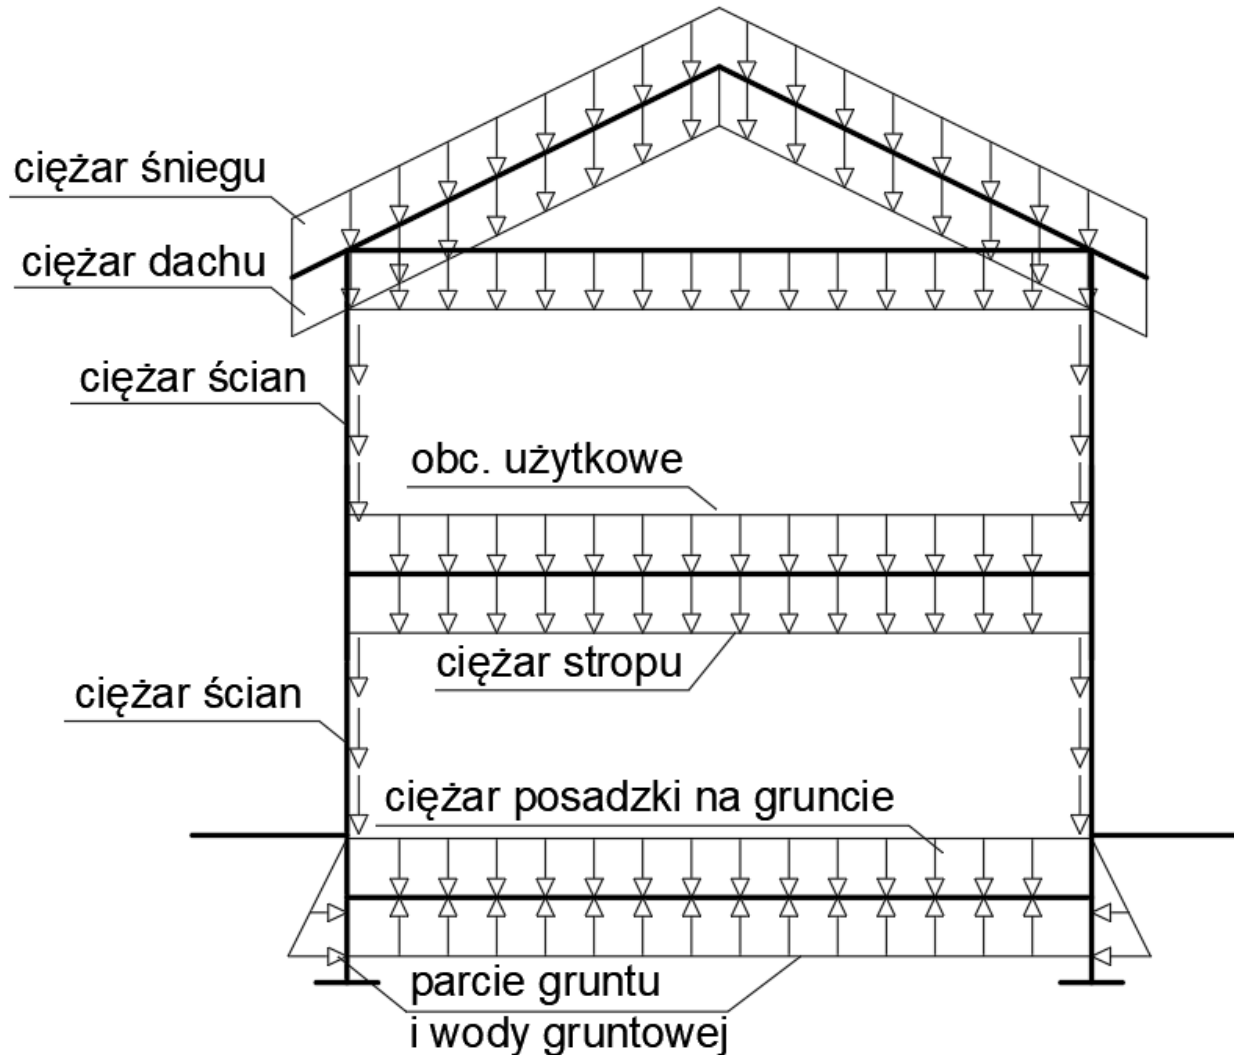 ciężar śniegu
ciężar dachu
ciężar ścian
obc. użytkowe
ciężar stropu
ciężar ścian
ciężar posadzki na gruncie
parcie gruntu
i wody gruntowej